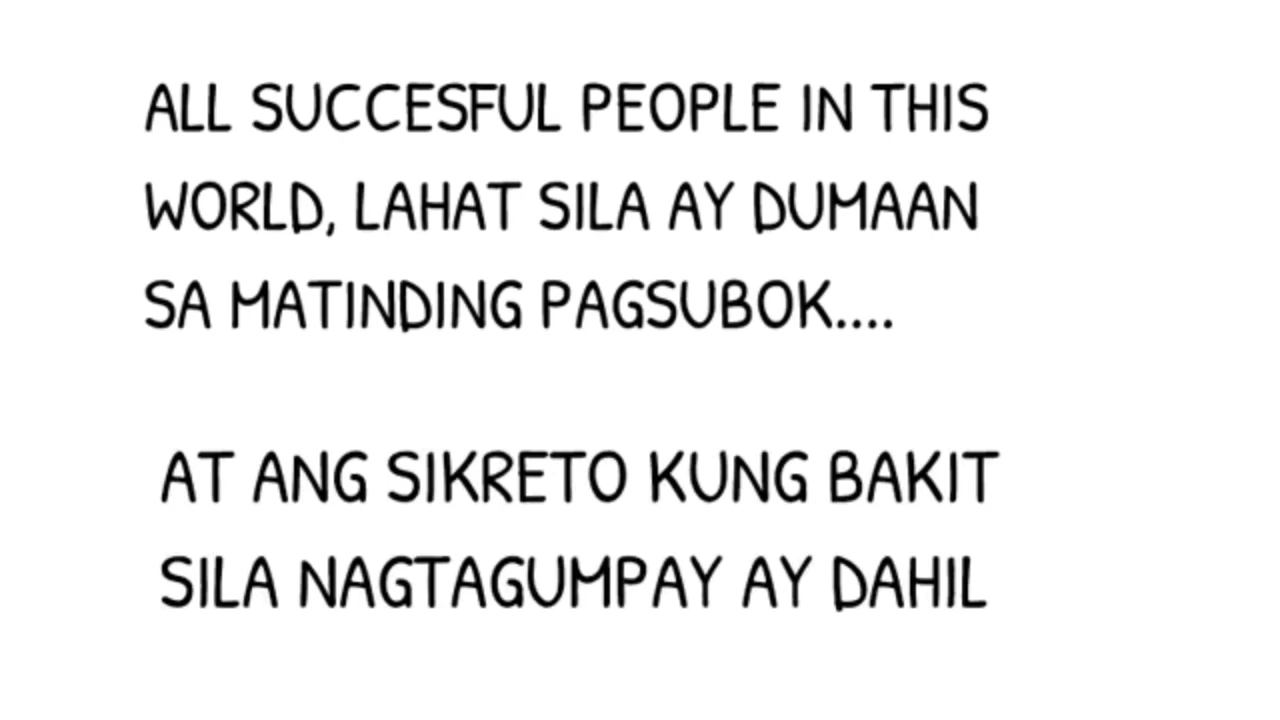 ALL SUCCESFUL PEOPLE IN THIS
WORLD, LAHAT SILA AY DUMAAN
SA MATINDING PAGSUBOK....
AT ANG SIKRETO KUNG BAKIT
SILA NAGTAGUMPAY AY DAHIL